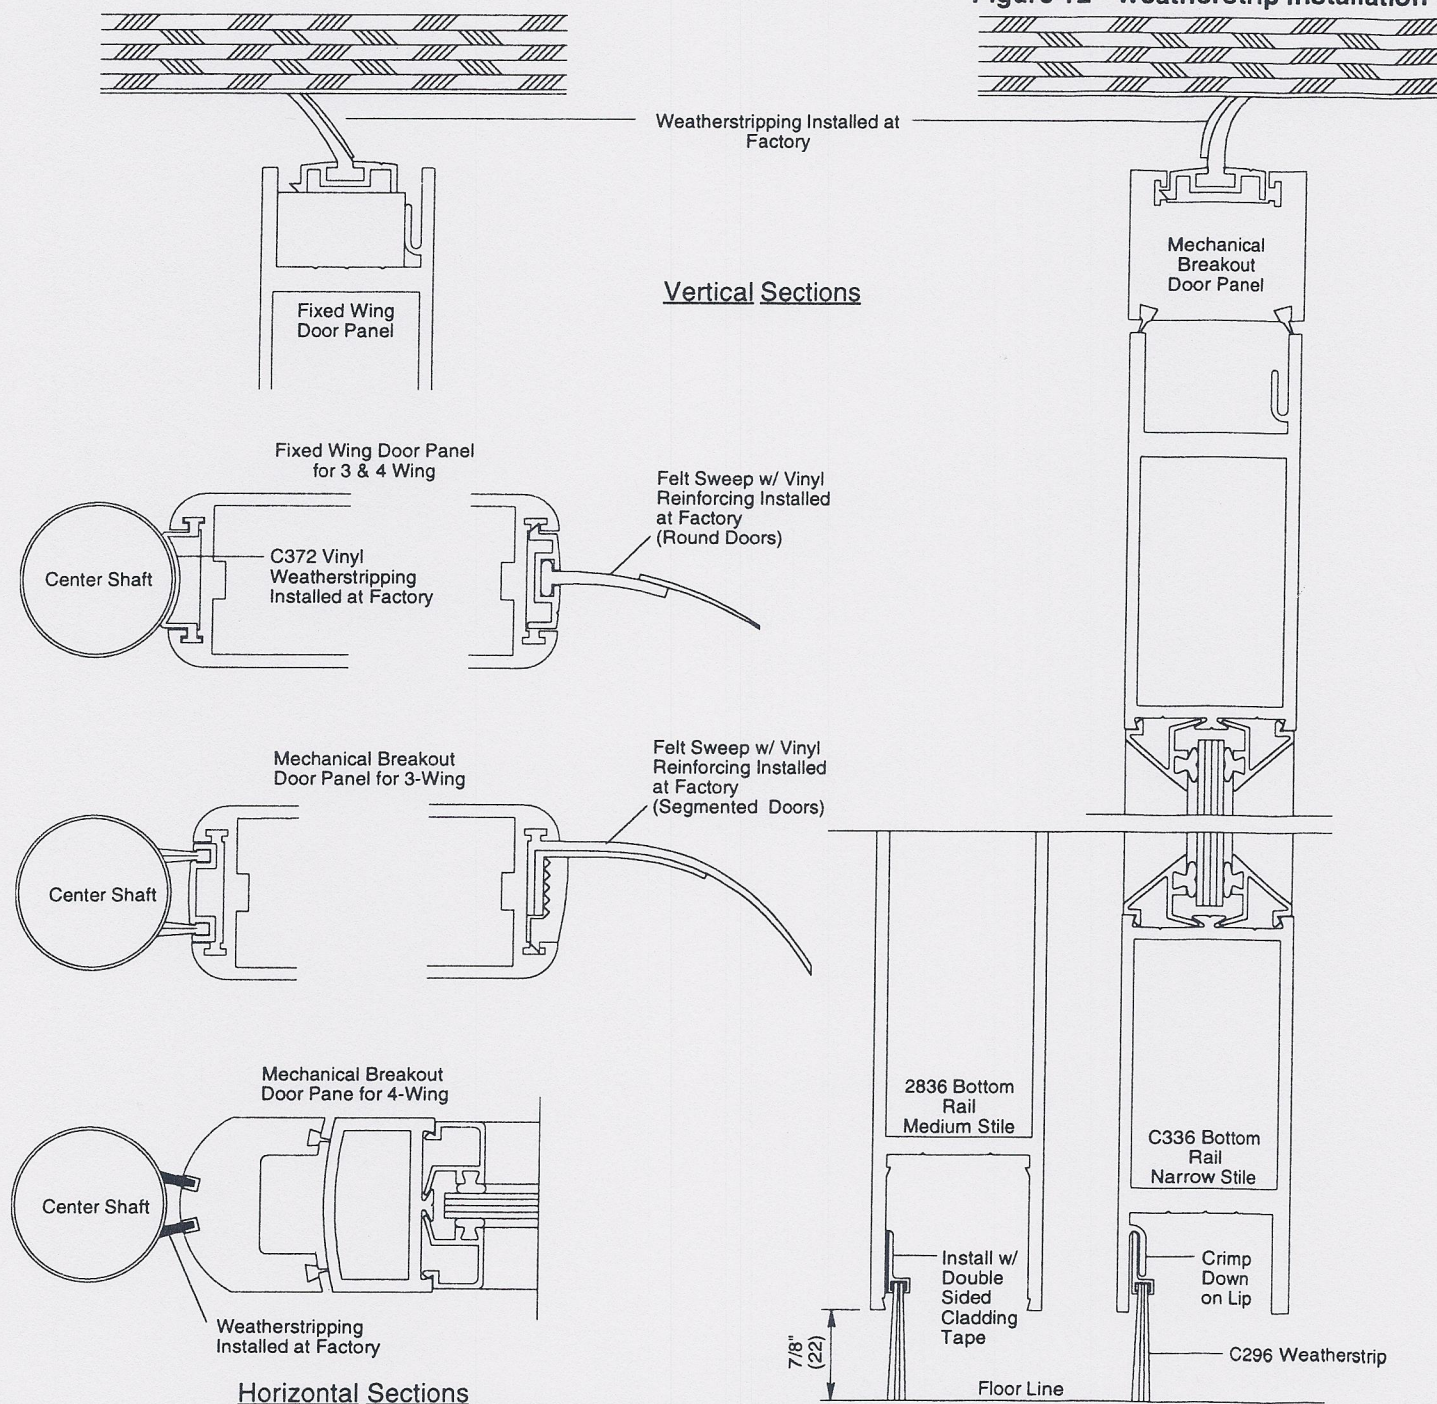 Figure 12 - Weatherstrip Installation
Weatherstripping Installed at
Factory
Mechanical
Breakout
Door Panel
Fixed Wing
Door Panel
Vertical Sections
Fixed Wing Door Panel
for 3 & 4 Wing
Center Shaft
C372 Vinyl
Weatherstripping
Installed at Factory
Felt Sweep w/ Vinyl
Reinforcing Installed
at Factory
(Round Doors)
Mechanical Breakout
Door Panel for 3-Wing
Center Shaft
Felt Sweep w/ Vinyl
Reinforcing Installed
at Factory
(Segmented Doors)
Mechanical Breakout
Door Pane for 4-Wing
Center Shaft
Weatherstripping
Installed at Factory
Horizontal Sections
2836 Bottom
Rail
Medium Stile
C336 Bottom
Rail
Narrow Stile
Install w/
Double
Sided
Cladding
Tape
Crimp
Down
on Lip
7/8"
(22)
C296 Weatherstrip
Floor Line